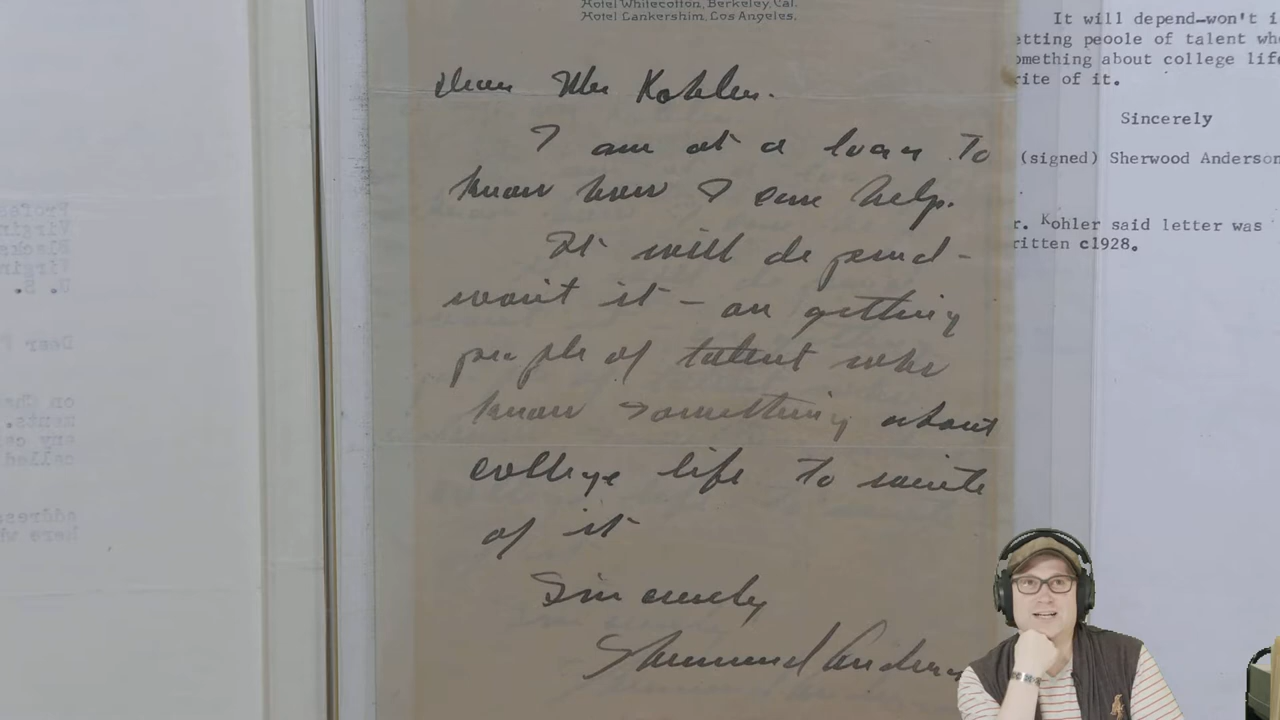 Hotel Whitecotton, Berkeley, Cal.
Hotel Lankershim, Los Angeles.
Dear Mr Kohler.
I am at a loss to
know how I can help.
It will depend-
won't it - on getting
people of talent who
know something about
college life to write
of it
Sincerely
Sherwood Anders
It will depend-won't i
etting peoole of talent wh
omething about college life
rite of it.
Sincerely
(signed) Sherwood Anderson
r. Kohler said letter was
ritten c1928.